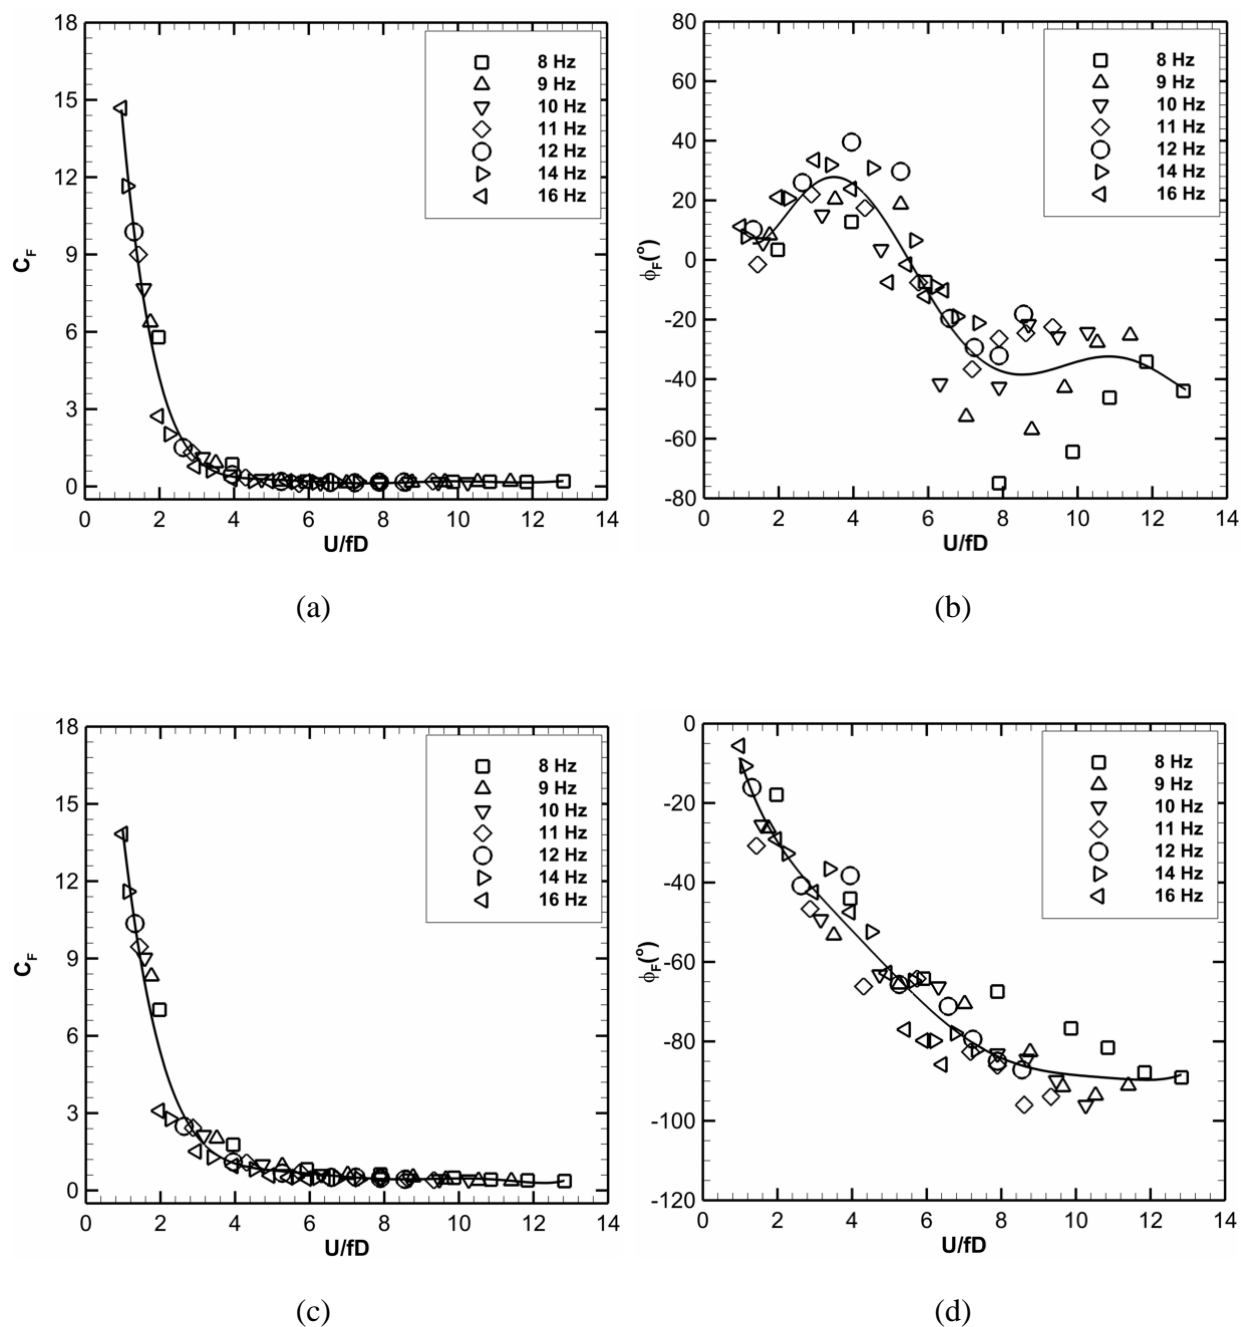 18
15
12
9
6
3
0
C_F
0 2 4 6 8 10 12 14
U/fD
8 Hz
9 Hz
10 Hz
11 Hz
12 Hz
14 Hz
16 Hz
(a)
80
60
40
20
0
-20
-40
-60
-80
ϕ_F(°)
0 2 4 6 8 10 12 14
U/fD
8 Hz
9 Hz
10 Hz
11 Hz
12 Hz
14 Hz
16 Hz
(b)
18
15
12
9
6
3
0
C_F
0 2 4 6 8 10 12 14
U/fD
8 Hz
9 Hz
10 Hz
11 Hz
12 Hz
14 Hz
16 Hz
(c)
0
-20
-40
-60
-80
-100
-120
ϕ_F(°)
0 2 4 6 8 10 12 14
U/fD
8 Hz
9 Hz
10 Hz
11 Hz
12 Hz
14 Hz
16 Hz
(d)